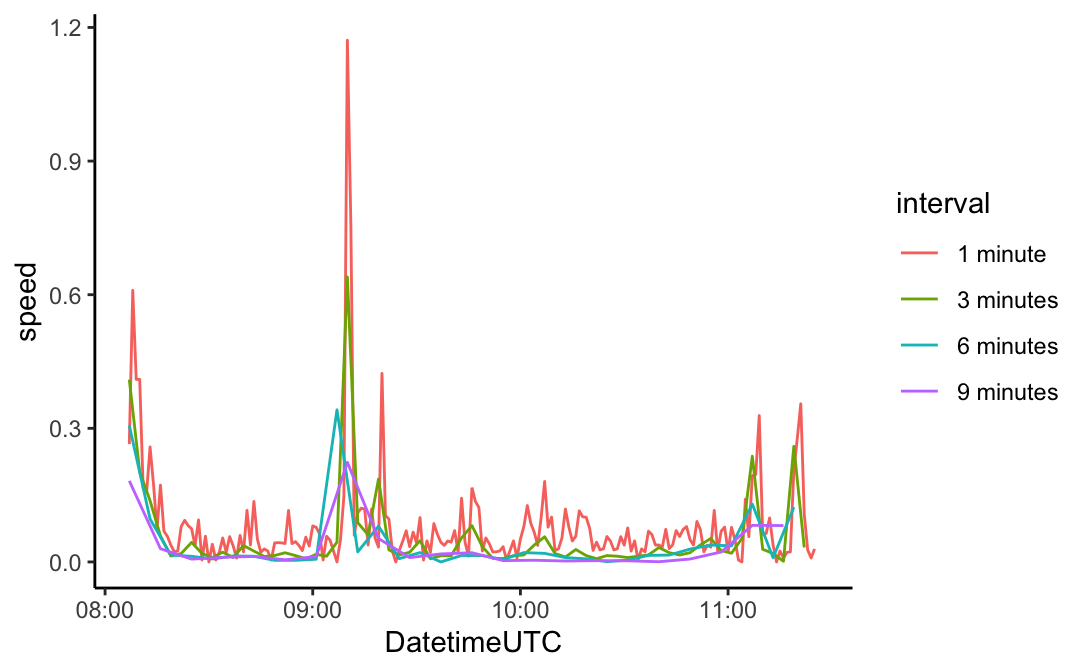 speed
1.2
0.9
0.6
0.3
0.0
08:00
09:00
10:00
11:00
DatetimeUTC
interval
1 minute
3 minutes
6 minutes
9 minutes